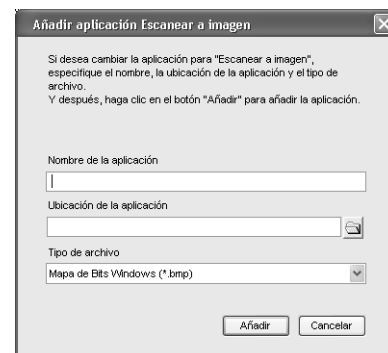 Añadir aplicación Escanear a imagen
Si desea cambiar la aplicación para "Escanear a imagen",
especifique el nombre, la ubicación de la aplicación y el tipo de
archivo.
Y después, haga clic en el botón "Añadir" para añadir la aplicación.
Nombre de la aplicación
Ubicación de la aplicación
Tipo de archivo
Mapa de Bits Windows (*.bmp)
Añadir Cancelar